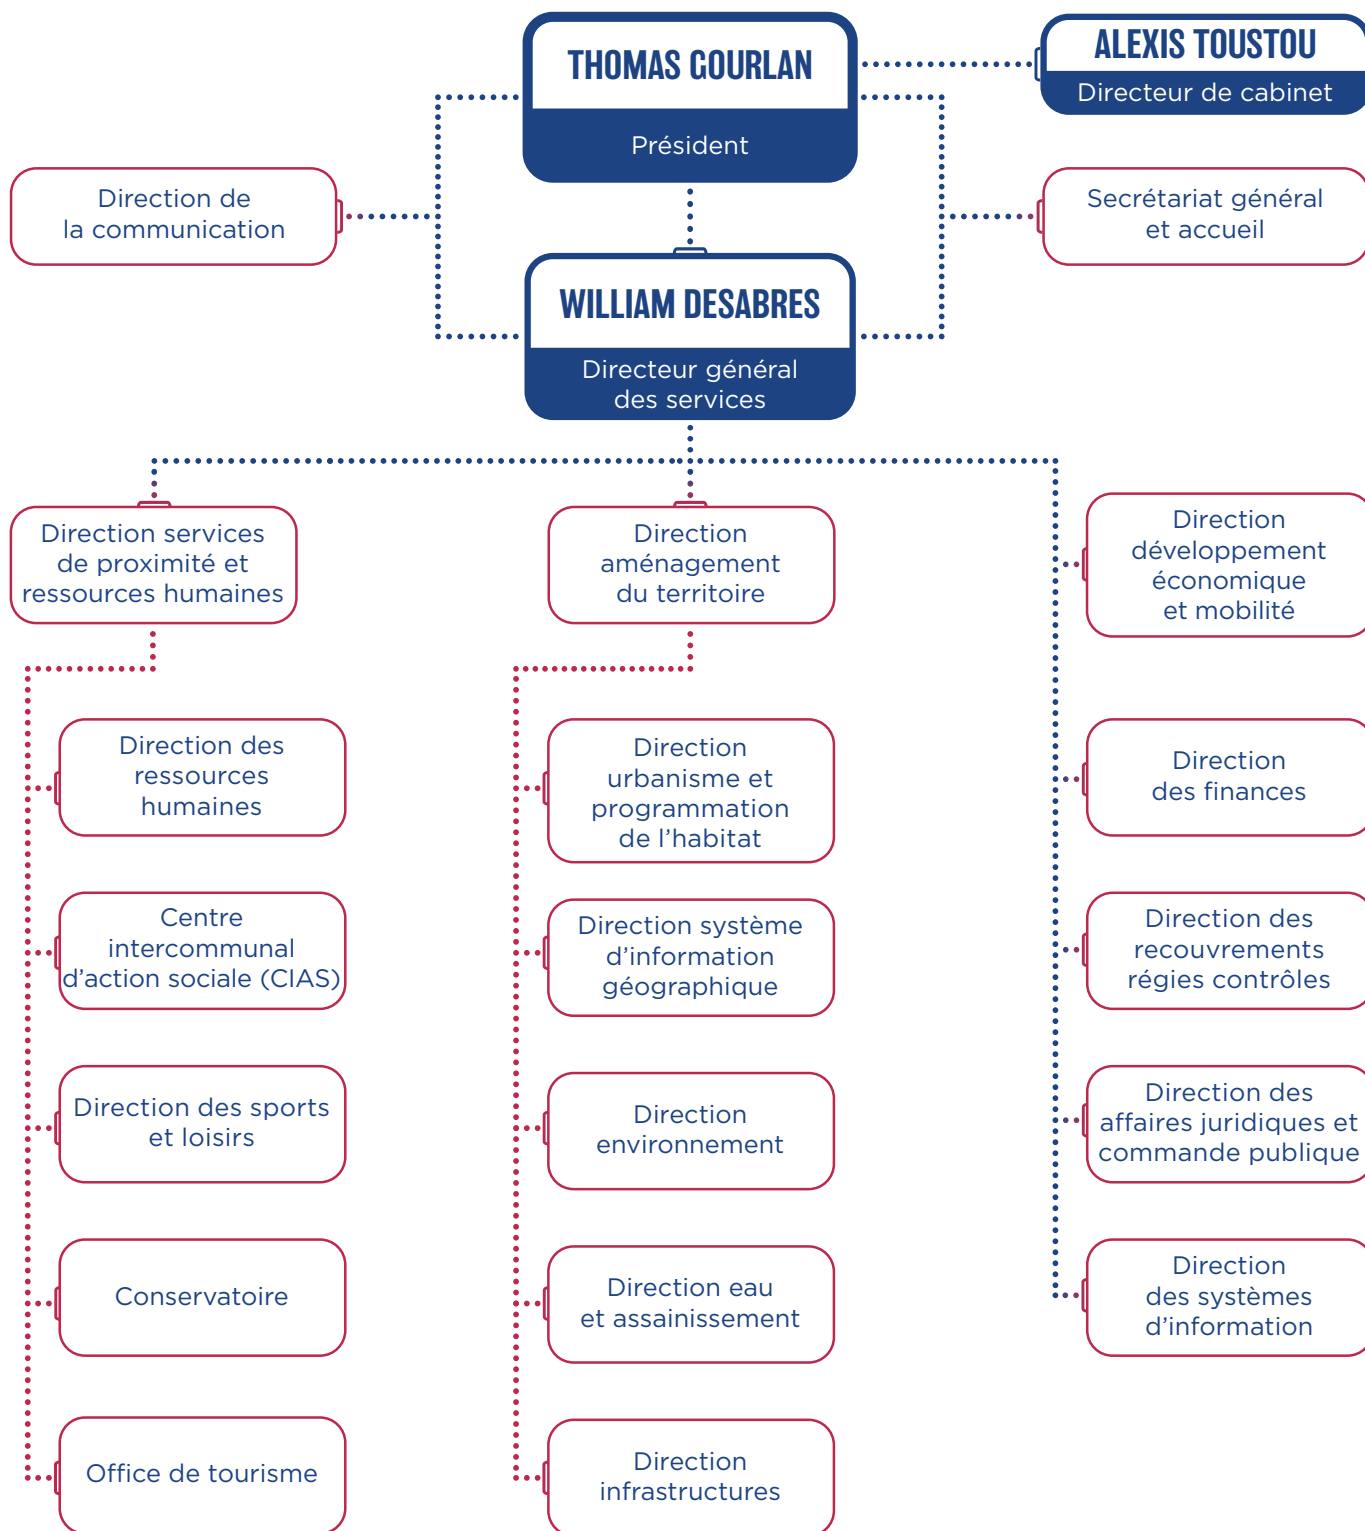 THOMAS GOURLAN
Président
ALEXIS TOUSTOU
Directeur de cabinet
Direction de
la communication
Secrétariat général
et accueil
WILLIAM DESABRES
Directeur général
des services
Direction services
de proximité et
ressources humaines
Direction des
ressources
humaines
Centre
intercommunal
d'action sociale (CIAS)
Direction des sports
et loisirs
Conservatoire
Office de tourisme
Direction
aménagement
du territoire
Direction
urbanisme et
programmation
de l’habitat
Direction système
d’information
géographique
Direction
environnement
Direction eau
et assainissement
Direction
infrastructures
Direction
développement
économique
et mobilité
Direction
des finances
Direction des
recouvrements
régies contrôles
Direction des
affaires juridiques et
commande publique
Direction
des systèmes
d’information